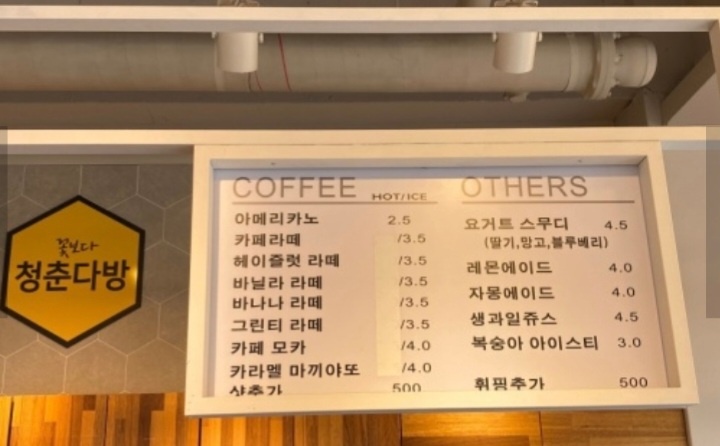 꽃보다
청춘다방
COFFEE HOT/ICE
아메리카노 2.5
카페라떼 /3.5
헤이즐럿 라떼 /3.5
바닐라 라떼 /3.5
바나나 라떼 /3.5
그린티 라떼 /3.5
카페 모카 /4.0
카라멜 마끼야또 /4.0
샷추가 500
OTHERS
요거트 스무디 4.5
(딸기,망고,블루베리)
레몬에이드 4.0
자몽에이드 4.0
생과일쥬스 4.5
복숭아 아이스티 3.0
휘핑추가 500